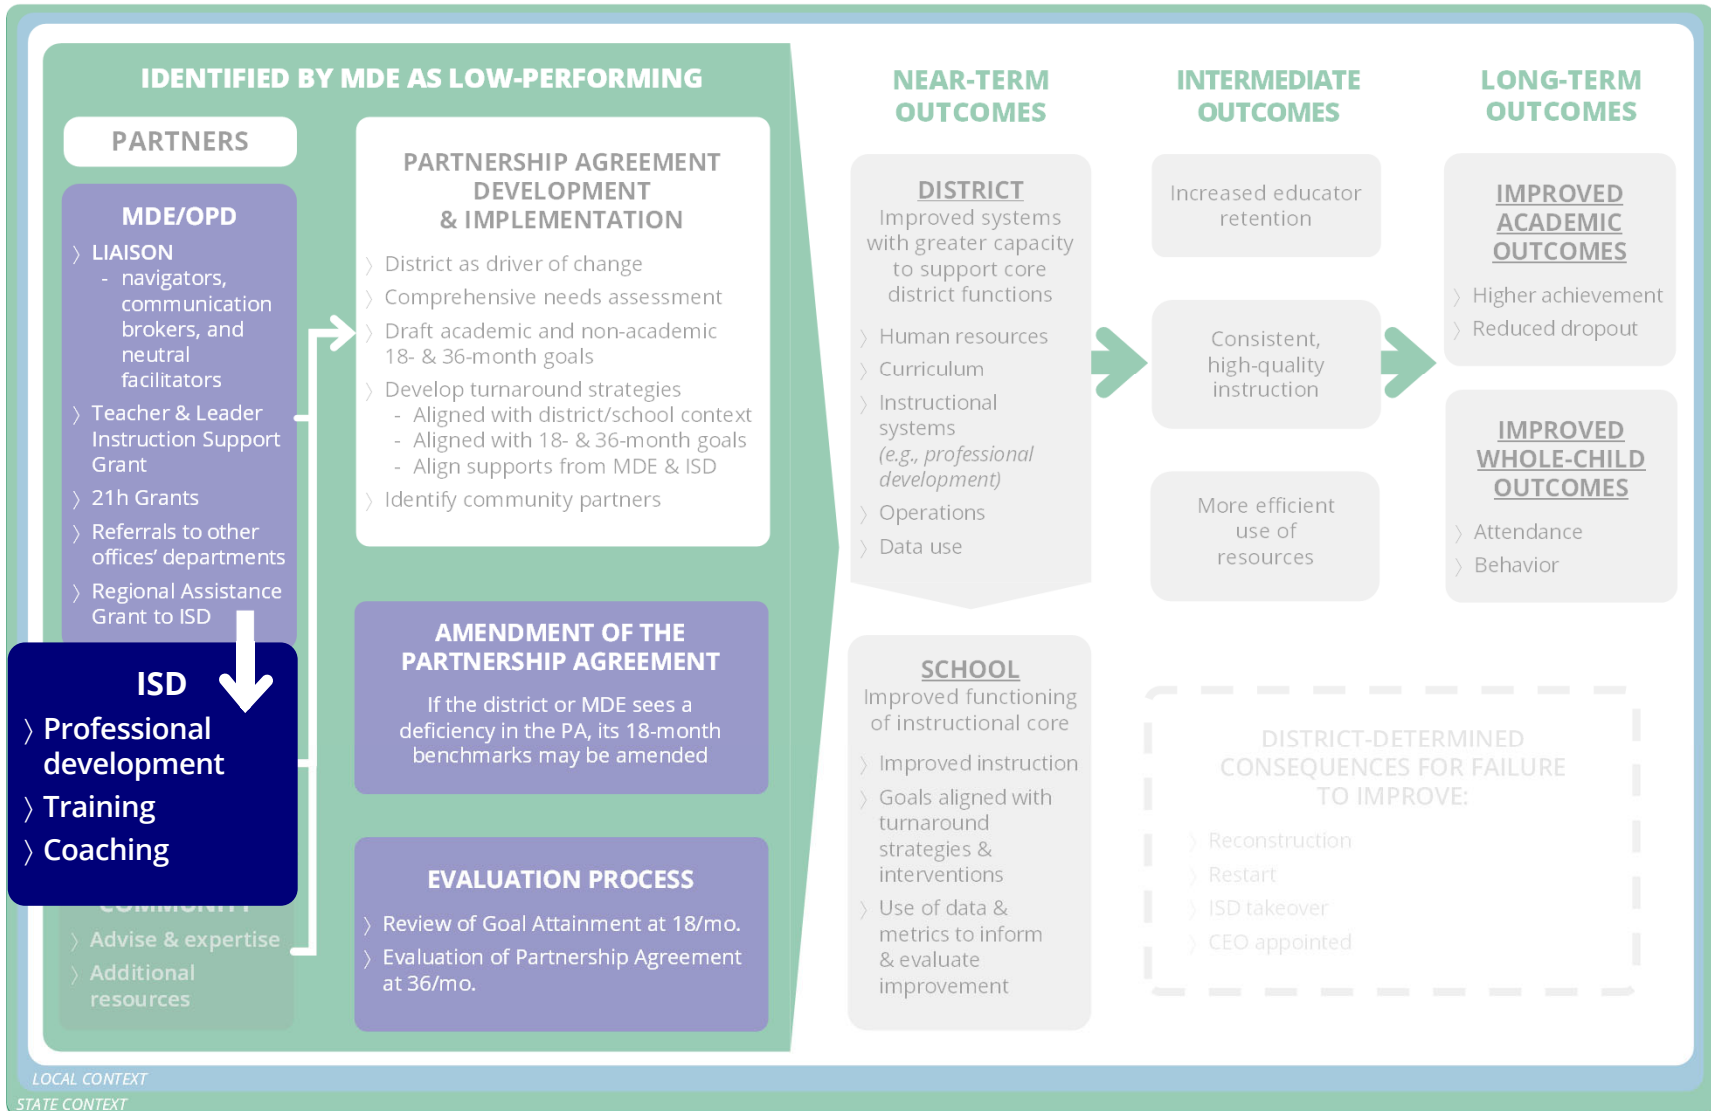 IDENTIFIED BY MDE AS LOW-PERFORMING
PARTNERS
MDE/OPD
〉 LIAISON
- navigators,
communication
brokers, and
neutral
facilitators
〉 Teacher & Leader
Instruction Support
Grant
〉 21h Grants
〉 Referrals to other
offices’ departments
〉 Regional Assistance
Grant to ISD
ISD
〉 Professional
development
〉 Training
〉 Coaching
COMMUNITY
〉 Advise & expertise
〉 Additional
resources
PARTNERSHIP AGREEMENT
DEVELOPMENT
& IMPLEMENTATION
〉 District as driver of change
〉 Comprehensive needs assessment
〉 Draft academic and non-academic
18- & 36-month goals
〉 Develop turnaround strategies
- Aligned with district/school context
- Aligned with 18- & 36-month goals
- Align supports from MDE & ISD
〉 Identify community partners
AMENDMENT OF THE
PARTNERSHIP AGREEMENT
If the district or MDE sees a
deficiency in the PA, its 18-month
benchmarks may be amended
EVALUATION PROCESS
〉 Review of Goal Attainment at 18/mo.
〉 Evaluation of Partnership Agreement
at 36/mo.
NEAR-TERM
OUTCOMES
DISTRICT
Improved systems
with greater capacity
to support core
district functions
〉 Human resources
〉 Curriculum
〉 Instructional
systems
(e.g., professional
development)
〉 Operations
〉 Data use
SCHOOL
Improved functioning
of instructional core
〉 Improved instruction
〉 Goals aligned with
turnaround
strategies &
interventions
〉 Use of data &
metrics to inform
& evaluate
improvement
INTERMEDIATE
OUTCOMES
Increased educator
retention
Consistent,
high-quality
instruction
More efficient
use of
resources
LONG-TERM
OUTCOMES
IMPROVED
ACADEMIC
OUTCOMES
〉 Higher achievement
〉 Reduced dropout
IMPROVED
WHOLE-CHILD
OUTCOMES
〉 Attendance
〉 Behavior
DISTRICT-DETERMINED
CONSEQUENCES FOR FAILURE
TO IMPROVE:
〉 Reconstruction
〉 Restart
〉 ISD takeover
〉 CEO appointed
LOCAL CONTEXT
STATE CONTEXT